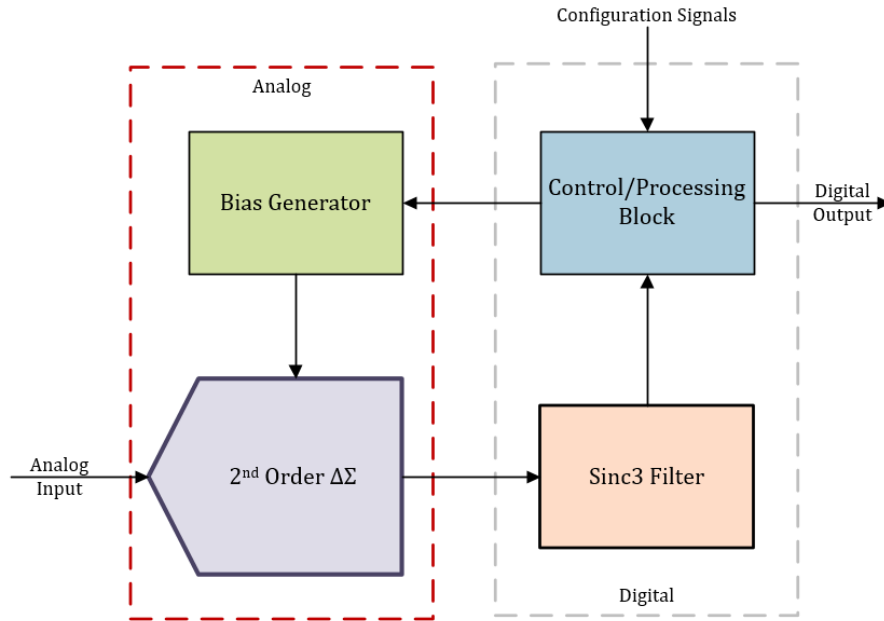 Configuration Signals
Analog
Bias Generator
Control/Processing
Block
Digital
Output
Analog
Input
2nd Order ΔΣ
Sinc3 Filter
Digital